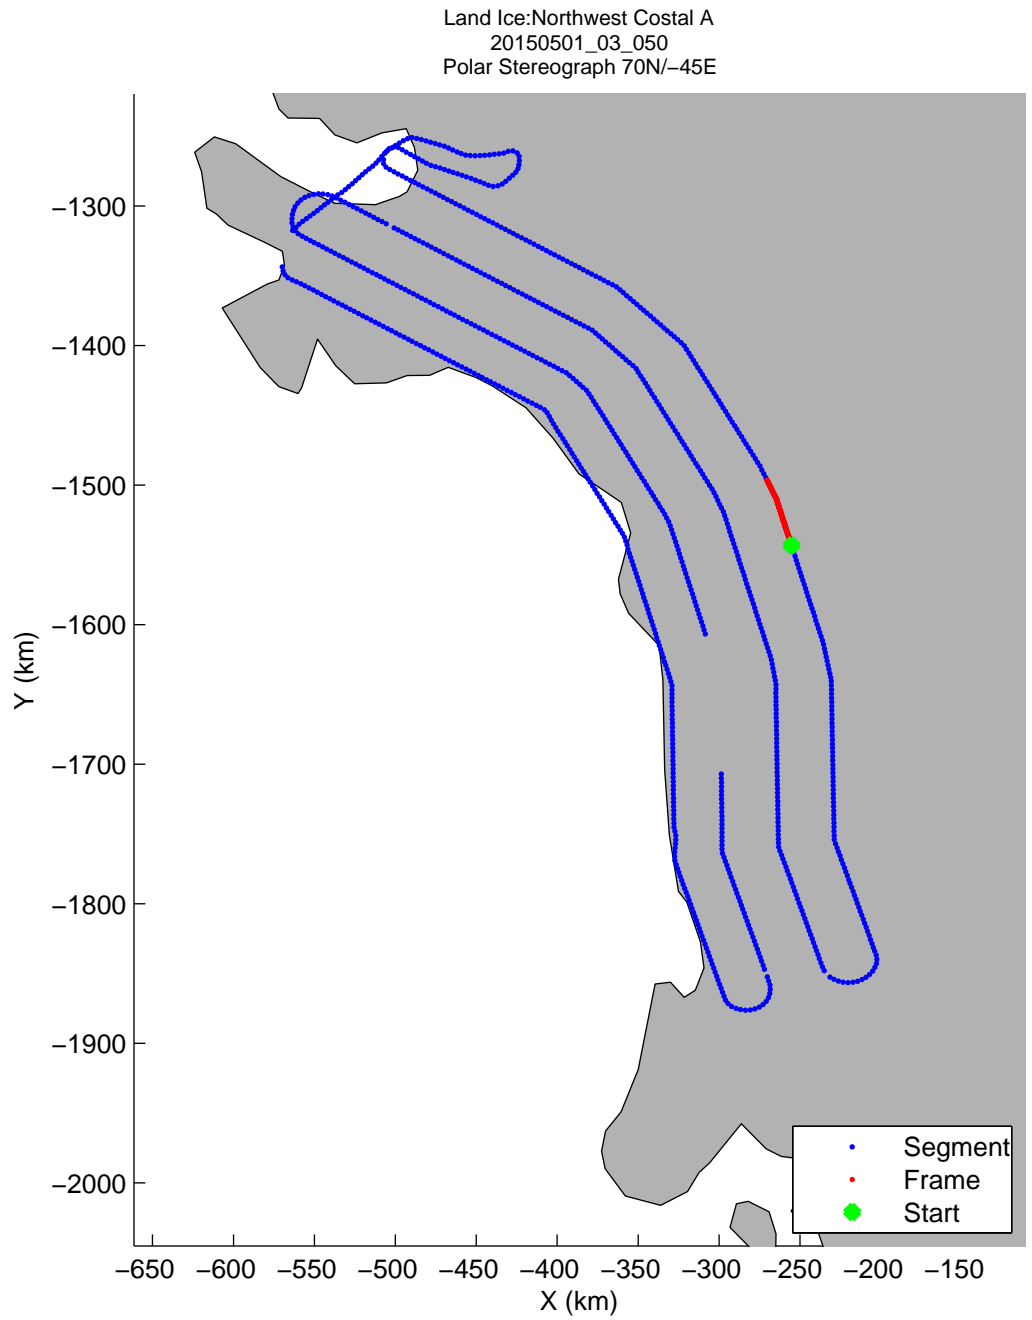 Land Ice:Northwest Costal A
20150501_03_050
Polar Stereograph 70N/−45E
−1300
−1400
−1500
−1600
−1700
−1800
−1900
−2000
Y (km)
Segment
Frame
Start
−650 −600 −550 −500 −450 −400 −350 −300 −250 −200 −150
X (km)